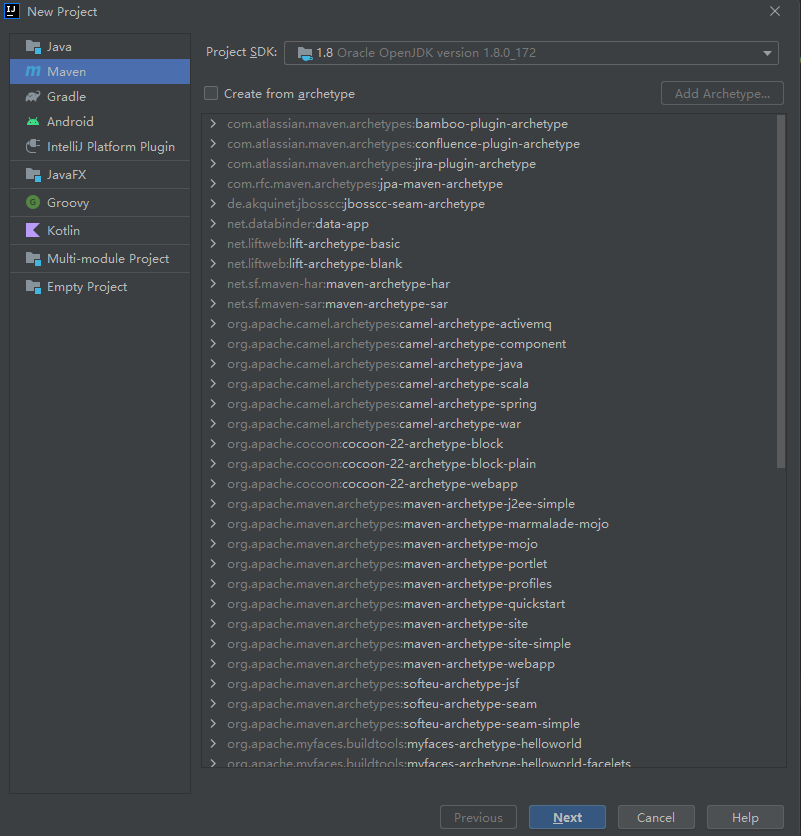 New Project
Java
Maven
Gradle
Android
IntelliJ Platform Plugin
JavaFX
Groovy
Kotlin
Multi-module Project
Empty Project
Project SDK: 1.8 Oracle OpenJDK version 1.8.0_172
Create from archetype
Add Archetype...
com.atlassian.maven.archetypes:bamboo-plugin-archetype
com.atlassian.maven.archetypes:confluence-plugin-archetype
com.atlassian.maven.archetypes:jira-plugin-archetype
com.rfc.maven.archetypes:jpa-maven-archetype
de.akquinet.jbosscc:jbosscc-seam-archetype
net.databinder:data-app
net.liftweb:lift-archetype-basic
net.liftweb:lift-archetype-blank
net.sf.maven-har:maven-archetype-har
net.sf.maven-sar:maven-archetype-sar
org.apache.camel.archetypes:camel-archetype-activemq
org.apache.camel.archetypes:camel-archetype-component
org.apache.camel.archetypes:camel-archetype-java
org.apache.camel.archetypes:camel-archetype-scala
org.apache.camel.archetypes:camel-archetype-spring
org.apache.camel.archetypes:camel-archetype-war
org.apache.cocoon:cocoon-22-archetype-block
org.apache.cocoon:cocoon-22-archetype-block-plain
org.apache.cocoon:cocoon-22-archetype-webapp
org.apache.maven.archetypes:maven-archetype-j2ee-simple
org.apache.maven.archetypes:maven-archetype-marmalade-mojo
org.apache.maven.archetypes:maven-archetype-mojo
org.apache.maven.archetypes:maven-archetype-portlet
org.apache.maven.archetypes:maven-archetype-profiles
org.apache.maven.archetypes:maven-archetype-quickstart
org.apache.maven.archetypes:maven-archetype-site
org.apache.maven.archetypes:maven-archetype-site-simple
org.apache.maven.archetypes:maven-archetype-webapp
org.apache.maven.archetypes:softeu-archetype-jsf
org.apache.maven.archetypes:softeu-archetype-seam
org.apache.maven.archetypes:softeu-archetype-seam-simple
org.apache.myfaces.buildtools:myfaces-archetype-helloworld
org.apache.myfaces.buildtools:myfaces-archetype-helloworld-facelets
Previous
Next
Cancel
Help